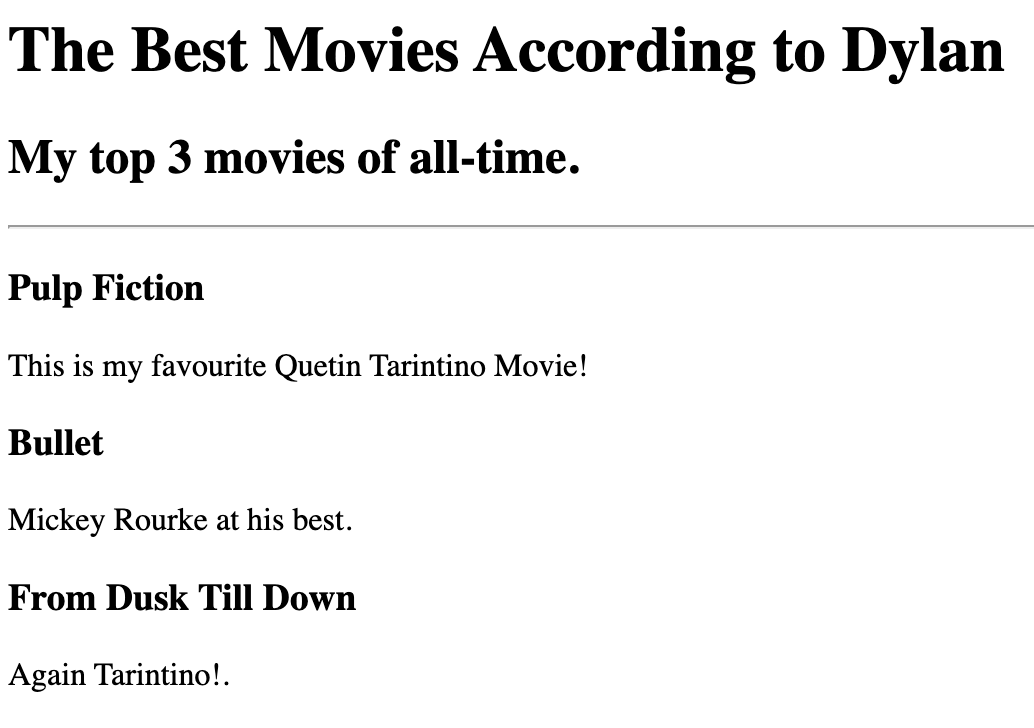 The Best Movies According to Dylan
My top 3 movies of all-time.
Pulp Fiction
This is my favourite Quetin Tarintino Movie!
Bullet
Mickey Rourke at his best.
From Dusk Till Down
Again Tarintino!.